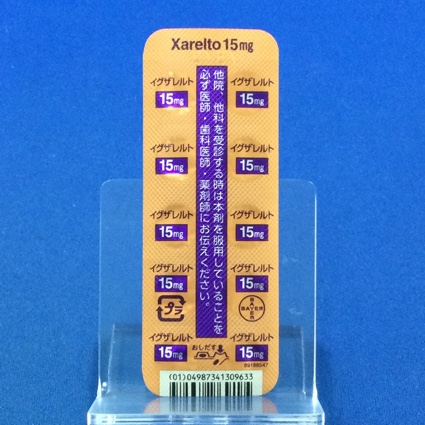 Xarelto 15mg
イグザレルト
15mg
イグザレルト
15mg
他院、他科を受診する時は本剤を服用していることを
必ず医師・歯科医師・薬剤師にお伝えください。
イグザレルト
15mg
イグザレルト
15mg
イグザレルト
15mg
イグザレルト
15mg
イグザレルト
15mg
イグザレルト
15mg
プラ
BAYER
BAYER
イグザレルト
15mg
おしだす
イグザレルト
15mg
89188547
(01)04987341309633